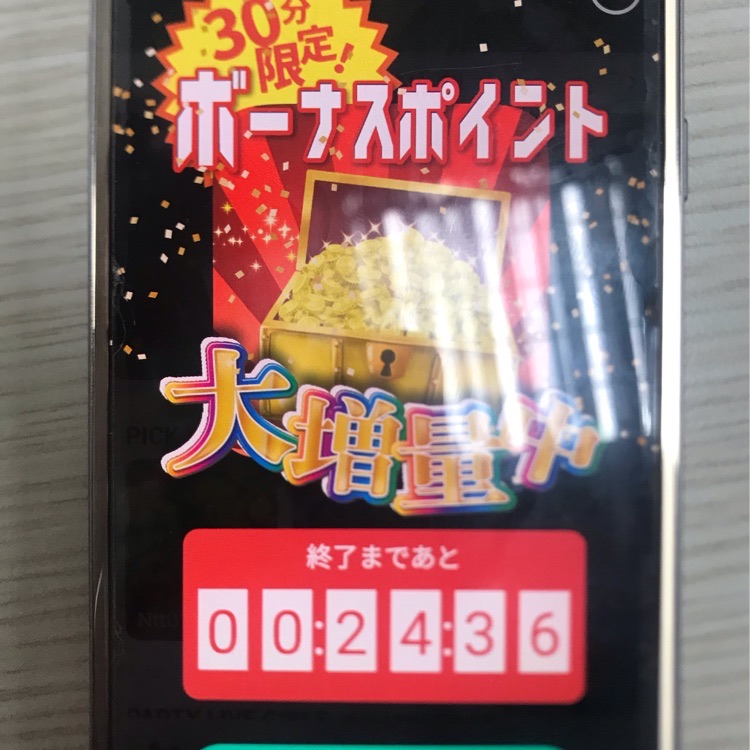 30分
限定!
ボーナスポイント
大増量中
PICK
終了まであと
00:24:36